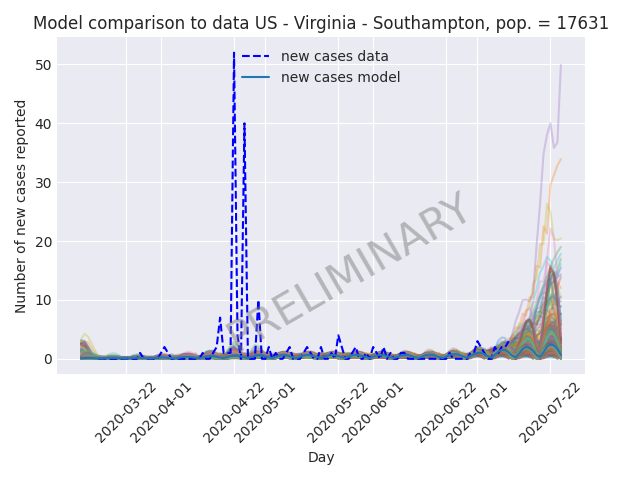 Model comparison to data US - Virginia - Southampton, pop. = 17631
new cases data
new cases model
50
40
30
20
10
0
Number of new cases reported
PRELIMINARY
2020-03-22
2020-04-01
2020-04-22
2020-05-01
2020-05-22
2020-06-01
2020-06-22
2020-07-01
2020-07-22
Day